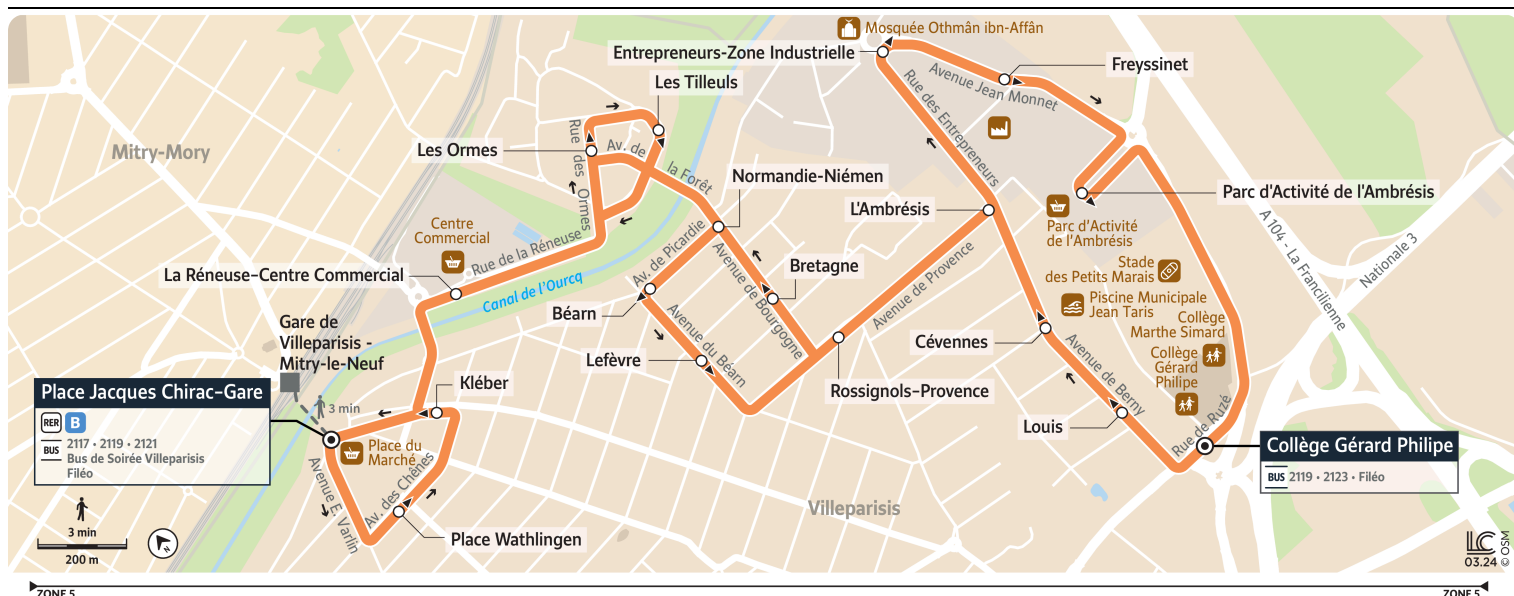 Mosquée Othmân ibn-Affân
Entrepreneurs-Zone Industrielle
Freyssinet
Les Tilleuls
Avenue Jean Monnet
Rue des Entrepreneurs
Mitry-Mory
Les Ormes
Rue des Ormes
Av. de la Forêt
Normandie-Niémen
L'Ambrésis
Parc d'Activité de l'Ambrésis
Parc d'Activité
de l'Ambrésis
A 104 - La Francilienne
Nationale 3
Centre
Commercial
Rue de la Réneuse
La Réneuse-Centre Commercial
Canal de l'Ourcq
Av. de Picardie
Avenue de Bourgogne
Bretagne
Avenue de Provence
Stade
des Petits Marais
Piscine Municipale
Jean Taris
Collège
Marthe Simard
Collège
Gérard
Philipe
Béarn
Avenue du Béarn
Lefèvre
Cévennes
Avenue de Berny
Rossignols-Provence
Louis
Rue de Ruzé
Gare de
Villeparisis -
Mitry-le-Neuf
3 min
Kléber
Place Jacques Chirac-Gare
RER B
BUS
2117 • 2119 • 2121
Bus de Soirée Villeparisis
Filéo
Place du
Marché
Avenue E. Varlin
Av. des Chênes
Place Wathlingen
Villeparisis
Collège Gérard Philipe
BUS 2119 • 2123 • Filéo
3 min
200 m
N
LC
03.24
© OSM
ZONE 5
ZONE 5